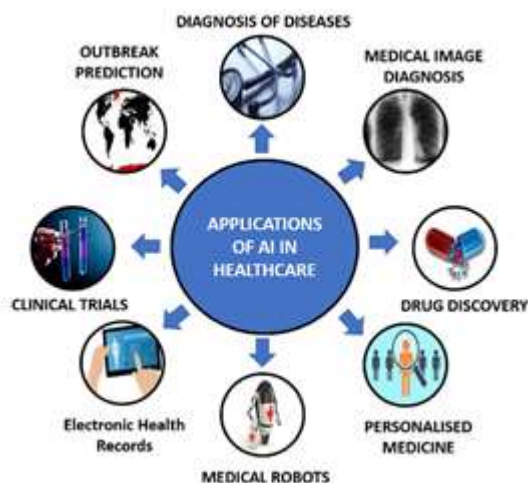 DIAGNOSIS OF DISEASES
OUTBREAK
PREDICTION
MEDICAL IMAGE
DIAGNOSIS
APPLICATIONS
OF AI IN
HEALTHCARE
CLINICAL TRIALS
DRUG DISCOVERY
Electronic Health
Records
PERSONALISED
MEDICINE
MEDICAL ROBOTS